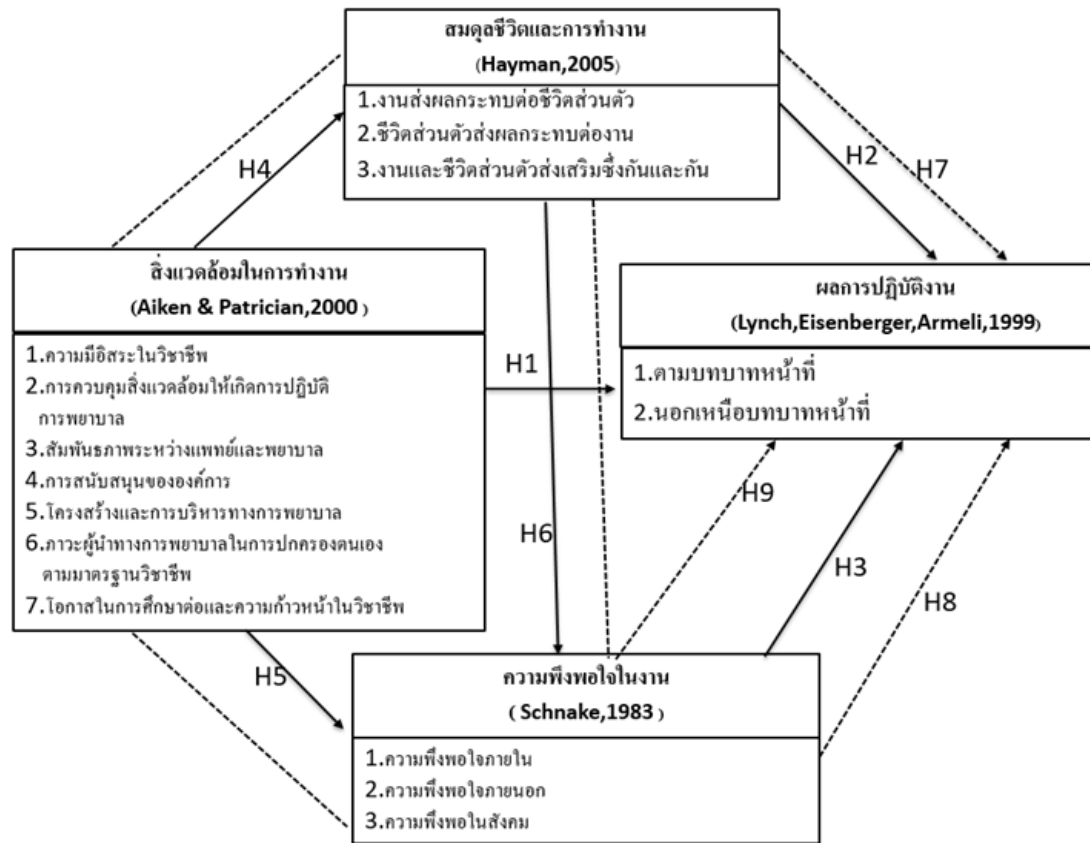 สมดุลชีวิตและการทำงาน
(Hayman,2005)
1.งานส่งผลกระทบต่อชีวิตส่วนตัว
2.ชีวิตส่วนตัวส่งผลกระทบต่องาน
3.งานและชีวิตส่วนตัวส่งเสริมซึ่งกันและกัน
H4
H2
H7
สิ่งแวดล้อมในการทำงาน
(Aiken & Patrician,2000 )
1.ความมีอิสระในวิชาชีพ
2.การควบคุมสิ่งแวดล้อมให้เกิดการปฏิบัติ
การพยาบาล
3.สัมพันธภาพระหว่างแพทย์และพยาบาล
4.การสนับสนุนขององค์การ
5.โครงสร้างและการบริหารทางการพยาบาล
6.ภาวะผู้นำทางการพยาบาลในการปกครองตนเอง
ตามมาตรฐานวิชาชีพ
7.โอกาสในการศึกษาต่อและความก้าวหน้าในวิชาชีพ
H1
ผลการปฏิบัติงาน
(Lynch,Eisenberger,Armeli,1999)
1.ตามบทบาทหน้าที่
2.นอกเหนือบทบาทหน้าที่
H6
H9
H3
H8
H5
ความพึงพอใจในงาน
( Schnake,1983 )
1.ความพึงพอใจภายใน
2.ความพึงพอใจภายนอก
3.ความพึงพอในสังคม